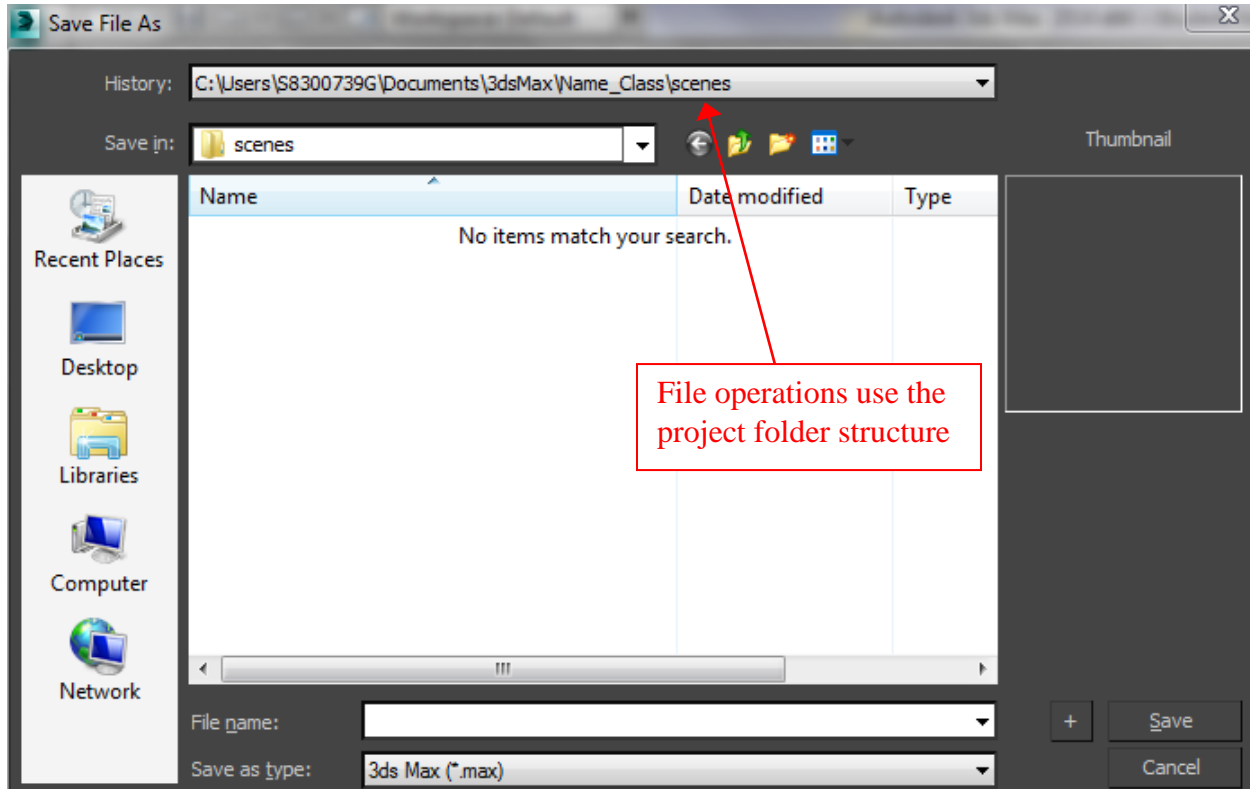 Save File As
History: C:\Users\S8300739G\Documents\3dsMax\Name_Class\scenes
Save in: scenes
Thumbnail
Name Date modified Type
No items match your search.
Recent Places
Desktop
Libraries
Computer
Network
File operations use the
project folder structure
File name:
+ Save
Save as type: 3ds Max (*.max)
Cancel